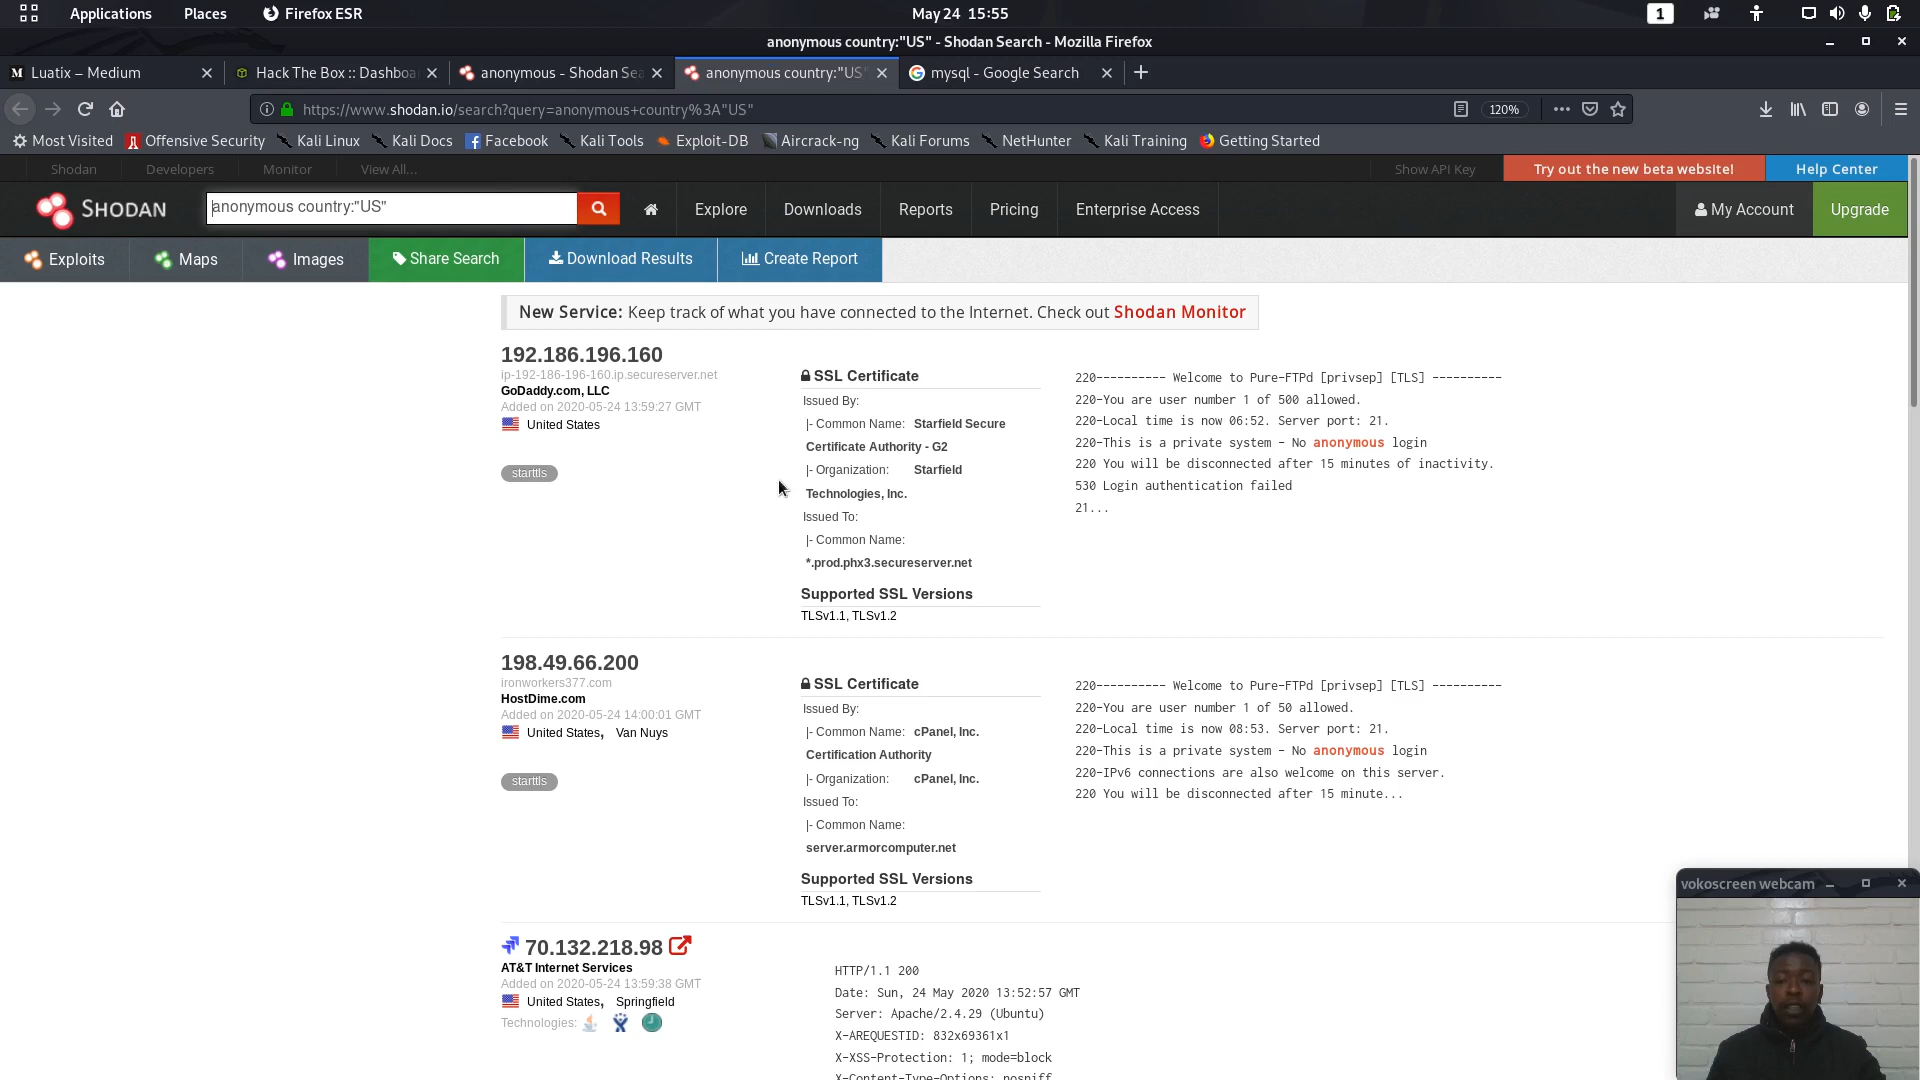 Applications Places Firefox ESR May 24 15:55 1
anonymous country:"US" - Shodan Search - Mozilla Firefox
M Luatix – Medium Hack The Box :: Dashboa anonymous - Shodan Sea anonymous country:"US" mysql - Google Search
https://www.shodan.io/search?query=anonymous+country%3A"US" 120%
Most Visited Offensive Security Kali Linux Kali Docs Facebook Kali Tools Exploit-DB Aircrack-ng Kali Forums NetHunter Kali Training Getting Started
Shodan Developers Monitor View All... Show API Key Try out the new beta website! Help Center
SHODAN anonymous country:"US" Explore Downloads Reports Pricing Enterprise Access My Account Upgrade
Exploits Maps Images Share Search Download Results Create Report
New Service: Keep track of what you have connected to the Internet. Check out Shodan Monitor
192.186.196.160
ip-192-186-196-160.ip.secureserver.net
GoDaddy.com, LLC
Added on 2020-05-24 13:59:27 GMT
United States
starttls
SSL Certificate
Issued By:
|- Common Name: Starfield Secure
Certificate Authority - G2
|- Organization: Starfield
Technologies, Inc.
Issued To:
|- Common Name:
*.prod.phx3.secureserver.net
Supported SSL Versions
TLSv1.1, TLSv1.2
220---------- Welcome to Pure-FTPd [privsep] [TLS] ----------
220-You are user number 1 of 500 allowed.
220-Local time is now 06:52. Server port: 21.
220-This is a private system - No anonymous login
220 You will be disconnected after 15 minutes of inactivity.
530 Login authentication failed
21...
198.49.66.200
ironworkers377.com
HostDime.com
Added on 2020-05-24 14:00:01 GMT
United States, Van Nuys
starttls
SSL Certificate
Issued By:
|- Common Name: cPanel, Inc.
Certification Authority
|- Organization: cPanel, Inc.
Issued To:
|- Common Name:
server.armorcomputer.net
Supported SSL Versions
TLSv1.1, TLSv1.2
220---------- Welcome to Pure-FTPd [privsep] [TLS] ----------
220-You are user number 1 of 50 allowed.
220-Local time is now 08:53. Server port: 21.
220-This is a private system - No anonymous login
220-IPv6 connections are also welcome on this server.
220 You will be disconnected after 15 minute...
70.132.218.98
AT&T Internet Services
Added on 2020-05-24 13:59:38 GMT
United States, Springfield
Technologies:
HTTP/1.1 200
Date: Sun, 24 May 2020 13:52:57 GMT
Server: Apache/2.4.29 (Ubuntu)
X-AREQUESTID: 832x69361x1
X-XSS-Protection: 1; mode=block
X-Content-Type-Options: nosniff
vokoscreen webcam